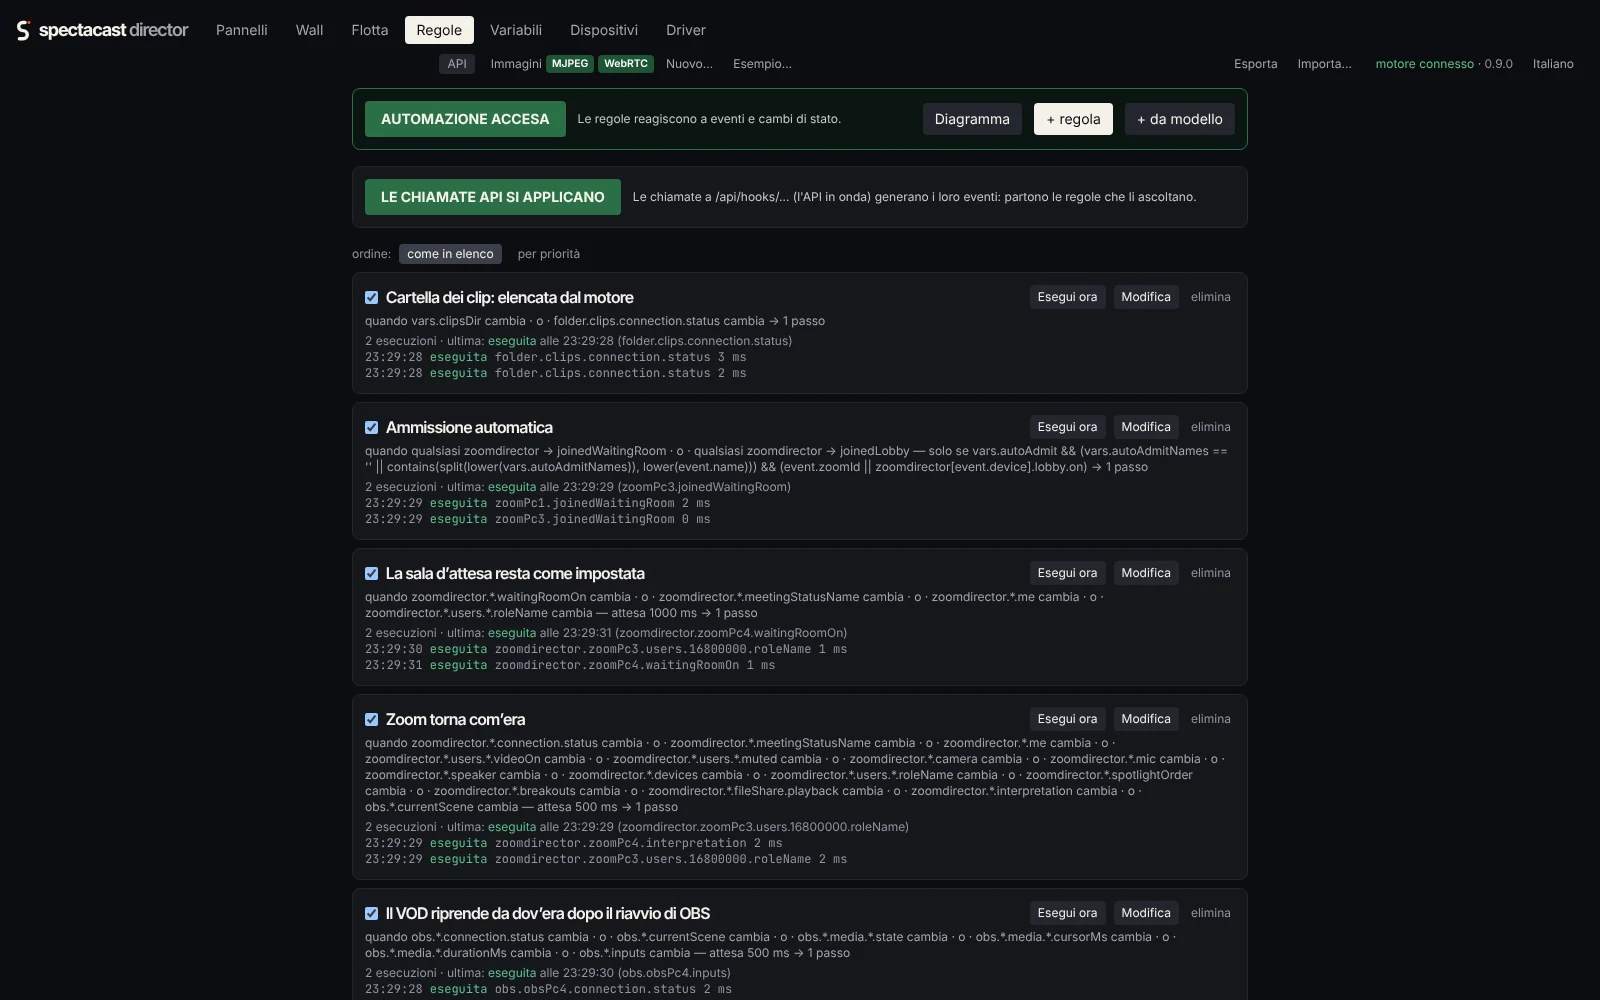 spectacast director Pannelli Wall Flotta Regole Variabili Dispositivi Driver
API Immagini MJPEG WebRTC Nuovo... Esempio... Esporta Importa... motore connesso · 0.9.0 Italiano
AUTOMAZIONE ACCESA Le regole reagiscono a eventi e cambi di stato. Diagramma + regola + da modello
LE CHIAMATE API SI APPLICANO Le chiamate a /api/hooks/... (l'API in onda) generano i loro eventi: partono le regole che li ascoltano.
ordine: come in elenco per priorità
Cartella dei clip: elencata dal motore Esegui ora Modifica elimina
quando vars.clipsDir cambia · o · folder.clips.connection.status cambia → 1 passo
2 esecuzioni · ultima: eseguita alle 23:29:28 (folder.clips.connection.status)
23:29:28 eseguita folder.clips.connection.status 3 ms
23:29:28 eseguita folder.clips.connection.status 2 ms
Ammissione automatica Esegui ora Modifica elimina
quando qualsiasi zoomdirector → joinedWaitingRoom · o · qualsiasi zoomdirector → joinedLobby — solo se vars.autoAdmit && (vars.autoAdmitNames ==
'' || contains(split(lower(vars.autoAdmitNames)), lower(event.name))) && (event.zoomId || zoomdirector[event.device].lobby.on) → 1 passo
2 esecuzioni · ultima: eseguita alle 23:29:29 (zoomPc3.joinedWaitingRoom)
23:29:29 eseguita zoomPc1.joinedWaitingRoom 2 ms
23:29:29 eseguita zoomPc3.joinedWaitingRoom 0 ms
La sala d’attesa resta come impostata Esegui ora Modifica elimina
quando zoomdirector.*.waitingRoomOn cambia · o · zoomdirector.*.meetingStatusName cambia · o · zoomdirector.*.me cambia · o ·
zoomdirector.*.users.*.roleName cambia — attesa 1000 ms → 1 passo
2 esecuzioni · ultima: eseguita alle 23:29:31 (zoomdirector.zoomPc4.waitingRoomOn)
23:29:30 eseguita zoomdirector.zoomPc3.users.16800000.roleName 1 ms
23:29:31 eseguita zoomdirector.zoomPc4.waitingRoomOn 1 ms
Zoom torna com’era Esegui ora Modifica elimina
quando zoomdirector.*.connection.status cambia · o · zoomdirector.*.meetingStatusName cambia · o · zoomdirector.*.me cambia · o ·
zoomdirector.*.users.*.videoOn cambia · o · zoomdirector.*.users.*.muted cambia · o · zoomdirector.*.camera cambia · o · zoomdirector.*.mic cambia · o ·
zoomdirector.*.speaker cambia · o · zoomdirector.*.devices cambia · o · zoomdirector.*.users.*.roleName cambia · o · zoomdirector.*.spotlightOrder
cambia · o · zoomdirector.*.breakouts cambia · o · zoomdirector.*.fileShare.playback cambia · o · zoomdirector.*.interpretation cambia · o ·
obs.*.currentScene cambia — attesa 500 ms → 1 passo
2 esecuzioni · ultima: eseguita alle 23:29:29 (zoomdirector.zoomPc3.users.16800000.roleName)
23:29:29 eseguita zoomdirector.zoomPc4.interpretation 2 ms
23:29:29 eseguita zoomdirector.zoomPc3.users.16800000.roleName 2 ms
Il VOD riprende da dov’era dopo il riavvio di OBS Esegui ora Modifica elimina
quando obs.*.connection.status cambia · o · obs.*.currentScene cambia · o · obs.*.media.*.state cambia · o · obs.*.media.*.cursorMs cambia · o ·
obs.*.media.*.durationMs cambia · o · obs.*.inputs cambia — attesa 500 ms → 1 passo
2 esecuzioni · ultima: eseguita alle 23:29:30 (obs.obsPc4.inputs)
23:29:28 eseguita obs.obsPc4.connection.status 2 ms